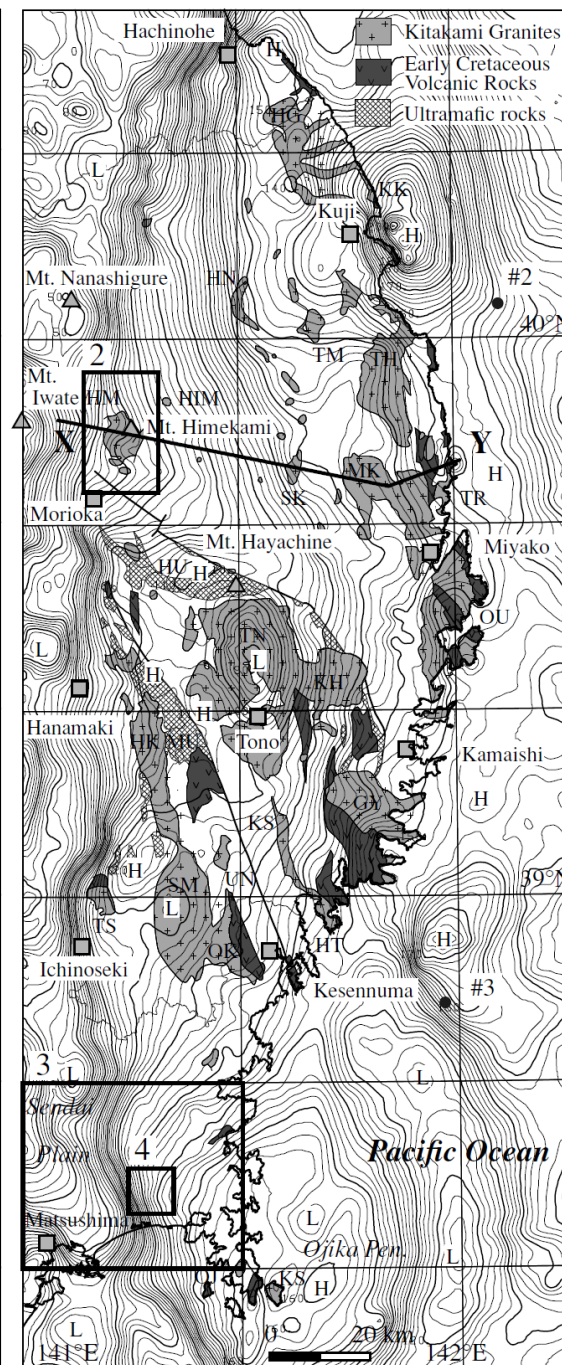 Hachinohe
H
Kitakami Granites
Early Cretaceous
Volcanic Rocks
Ultramafic rocks
HG
L
KK
Kuji
H
Mt. Nanashigure
HN
#2
40°N
TM
TH
2
Mt.
Iwate
HM
HIM
Mt. Himekami
X
Y
MK
H
SK
TR
Morioka
Mt. Hayachine
Miyako
HU
H
OU
TN
L
L
KH
H
H
Hanamaki
HK
MU
Tono
Kamaishi
GY
H
KS
H
SM
UN
39°N
L
TS
H
OK
HT
Ichinoseki
#3
Kesennuma
3
L
L
Sendai
Plain
4
Pacific Ocean
Matsushima
L
Ojika Pen.
L
KS
H
L
0
20 km
141°E
142°E